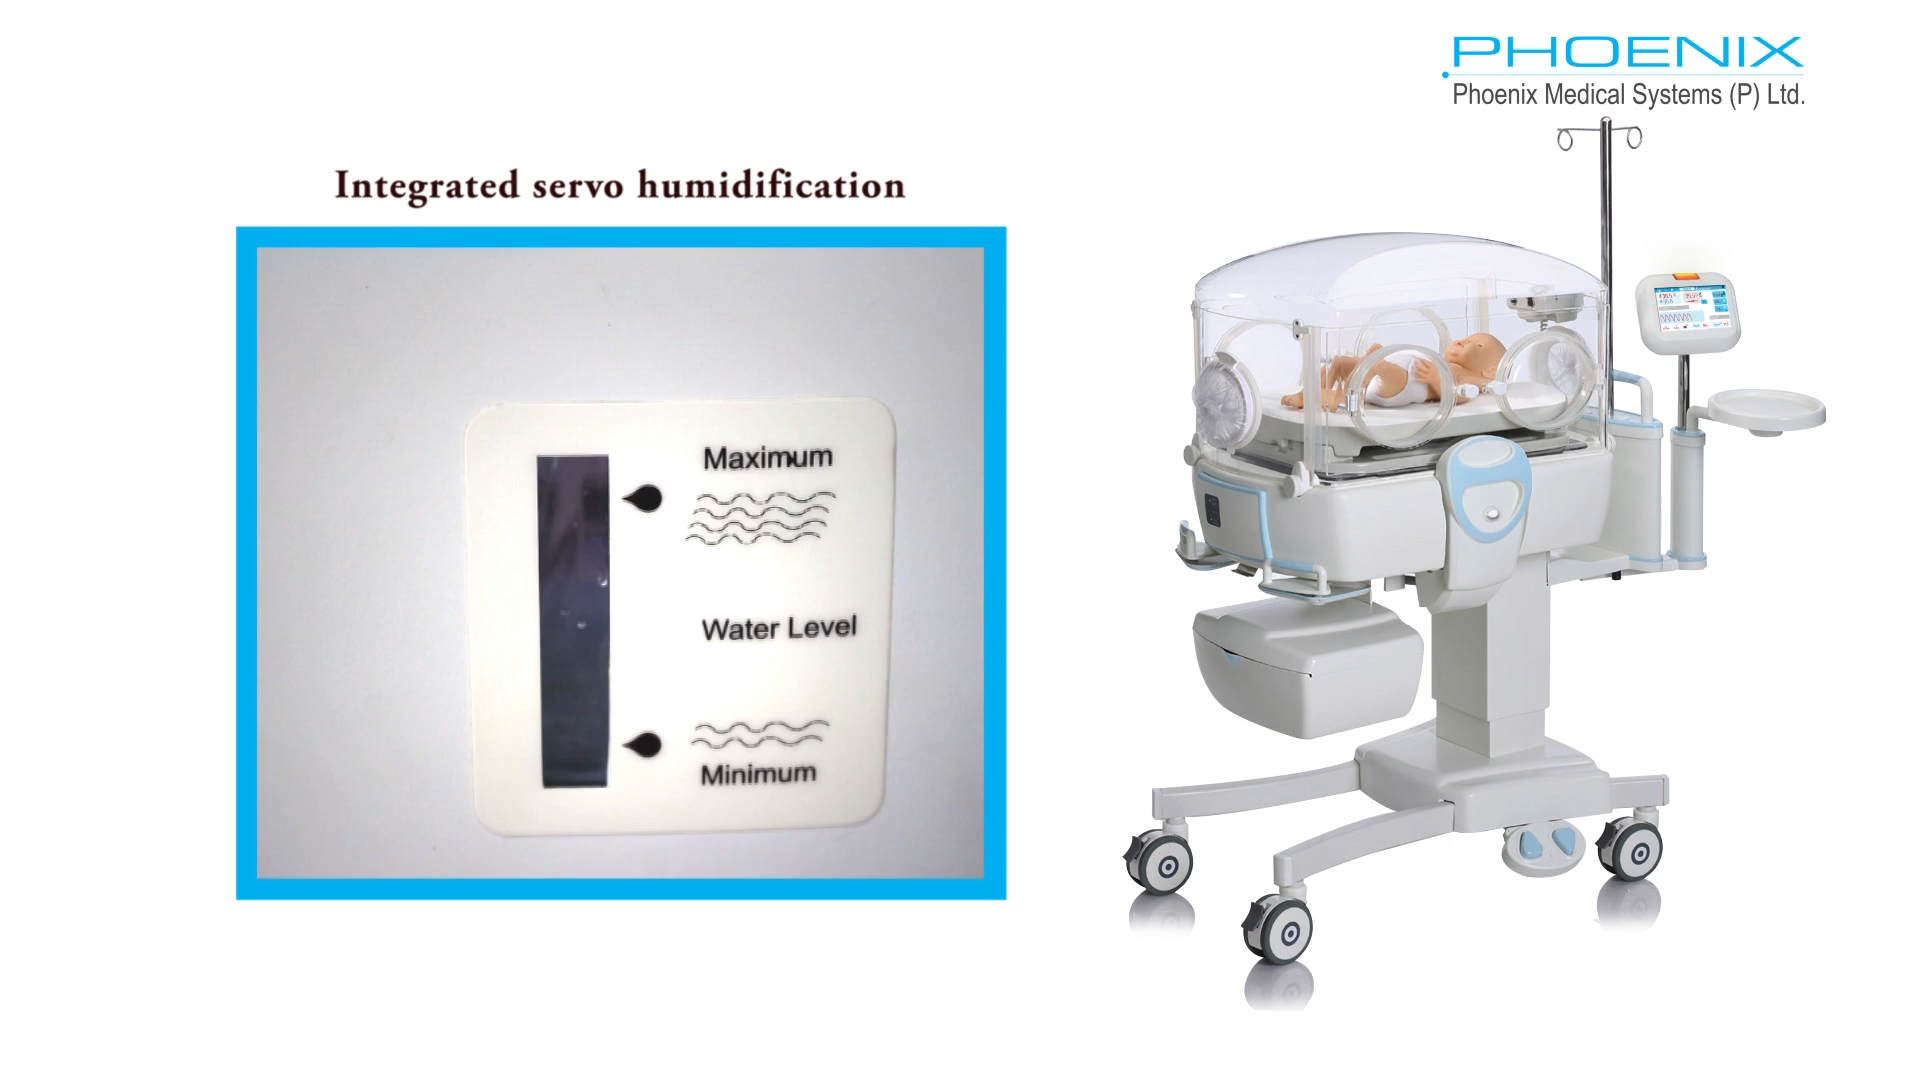 PHOENIX
Phoenix Medical Systems (P) Ltd.
Integrated servo humidification
Maximum
Water Level
Minimum